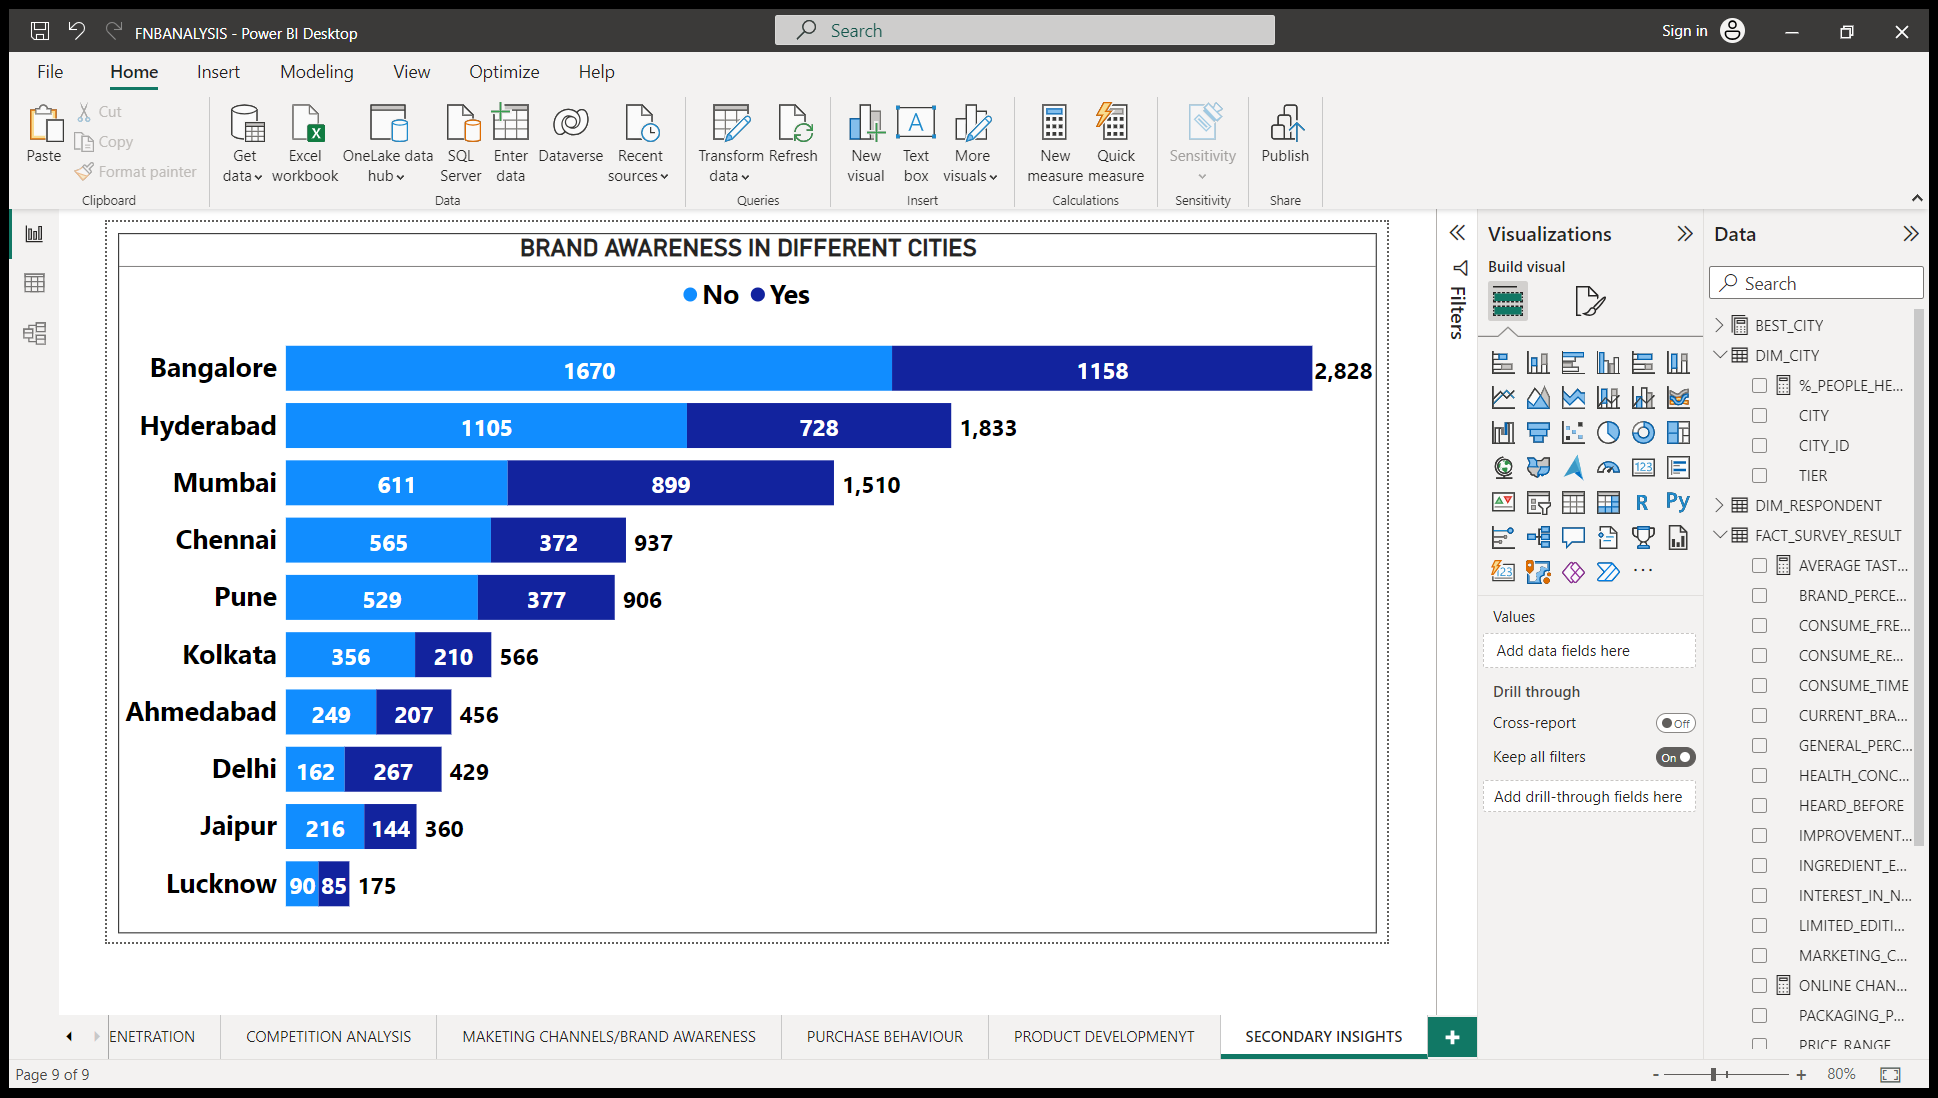 FNBANALYSIS - Power BI Desktop
Search
Sign in
File Home Insert Modeling View Optimize Help
Paste
Cut
Copy
Format painter
Clipboard
Get data
Excel workbook
OneLake data hub
SQL Server
Enter data
Dataverse
Recent sources
Data
Transform data
Refresh
Queries
New visual
Text box
More visuals
Insert
New measure
Quick measure
Calculations
Sensitivity
Sensitivity
Publish
Share
BRAND AWARENESS IN DIFFERENT CITIES
No Yes
Bangalore 1670 1158 2,828
Hyderabad 1105 728 1,833
Mumbai 611 899 1,510
Chennai 565 372 937
Pune 529 377 906
Kolkata 356 210 566
Ahmedabad 249 207 456
Delhi 162 267 429
Jaipur 216 144 360
Lucknow 90 85 175
Filters
Visualizations
Build visual
123
R
Py
123
...
Values
Add data fields here
Drill through
Cross-report Off
Keep all filters On
Add drill-through fields here
Data
Search
BEST_CITY
DIM_CITY
%_PEOPLE_HE...
CITY
CITY_ID
TIER
DIM_RESPONDENT
FACT_SURVEY_RESULT
AVERAGE TAST...
BRAND_PERCE...
CONSUME_FRE...
CONSUME_RE...
CONSUME_TIME
CURRENT_BRA...
GENERAL_PERC...
HEALTH_CONC...
HEARD_BEFORE
IMPROVEMENT...
INGREDIENT_E...
INTEREST_IN_N...
LIMITED_EDITI...
MARKETING_C...
ONLINE CHAN...
PACKAGING_P...
PRICE_RANGE
ENETRATION COMPETITION ANALYSIS MAKETING CHANNELS/BRAND AWARENESS PURCHASE BEHAVIOUR PRODUCT DEVELOPMENYT SECONDARY INSIGHTS +
Page 9 of 9
- + 80%